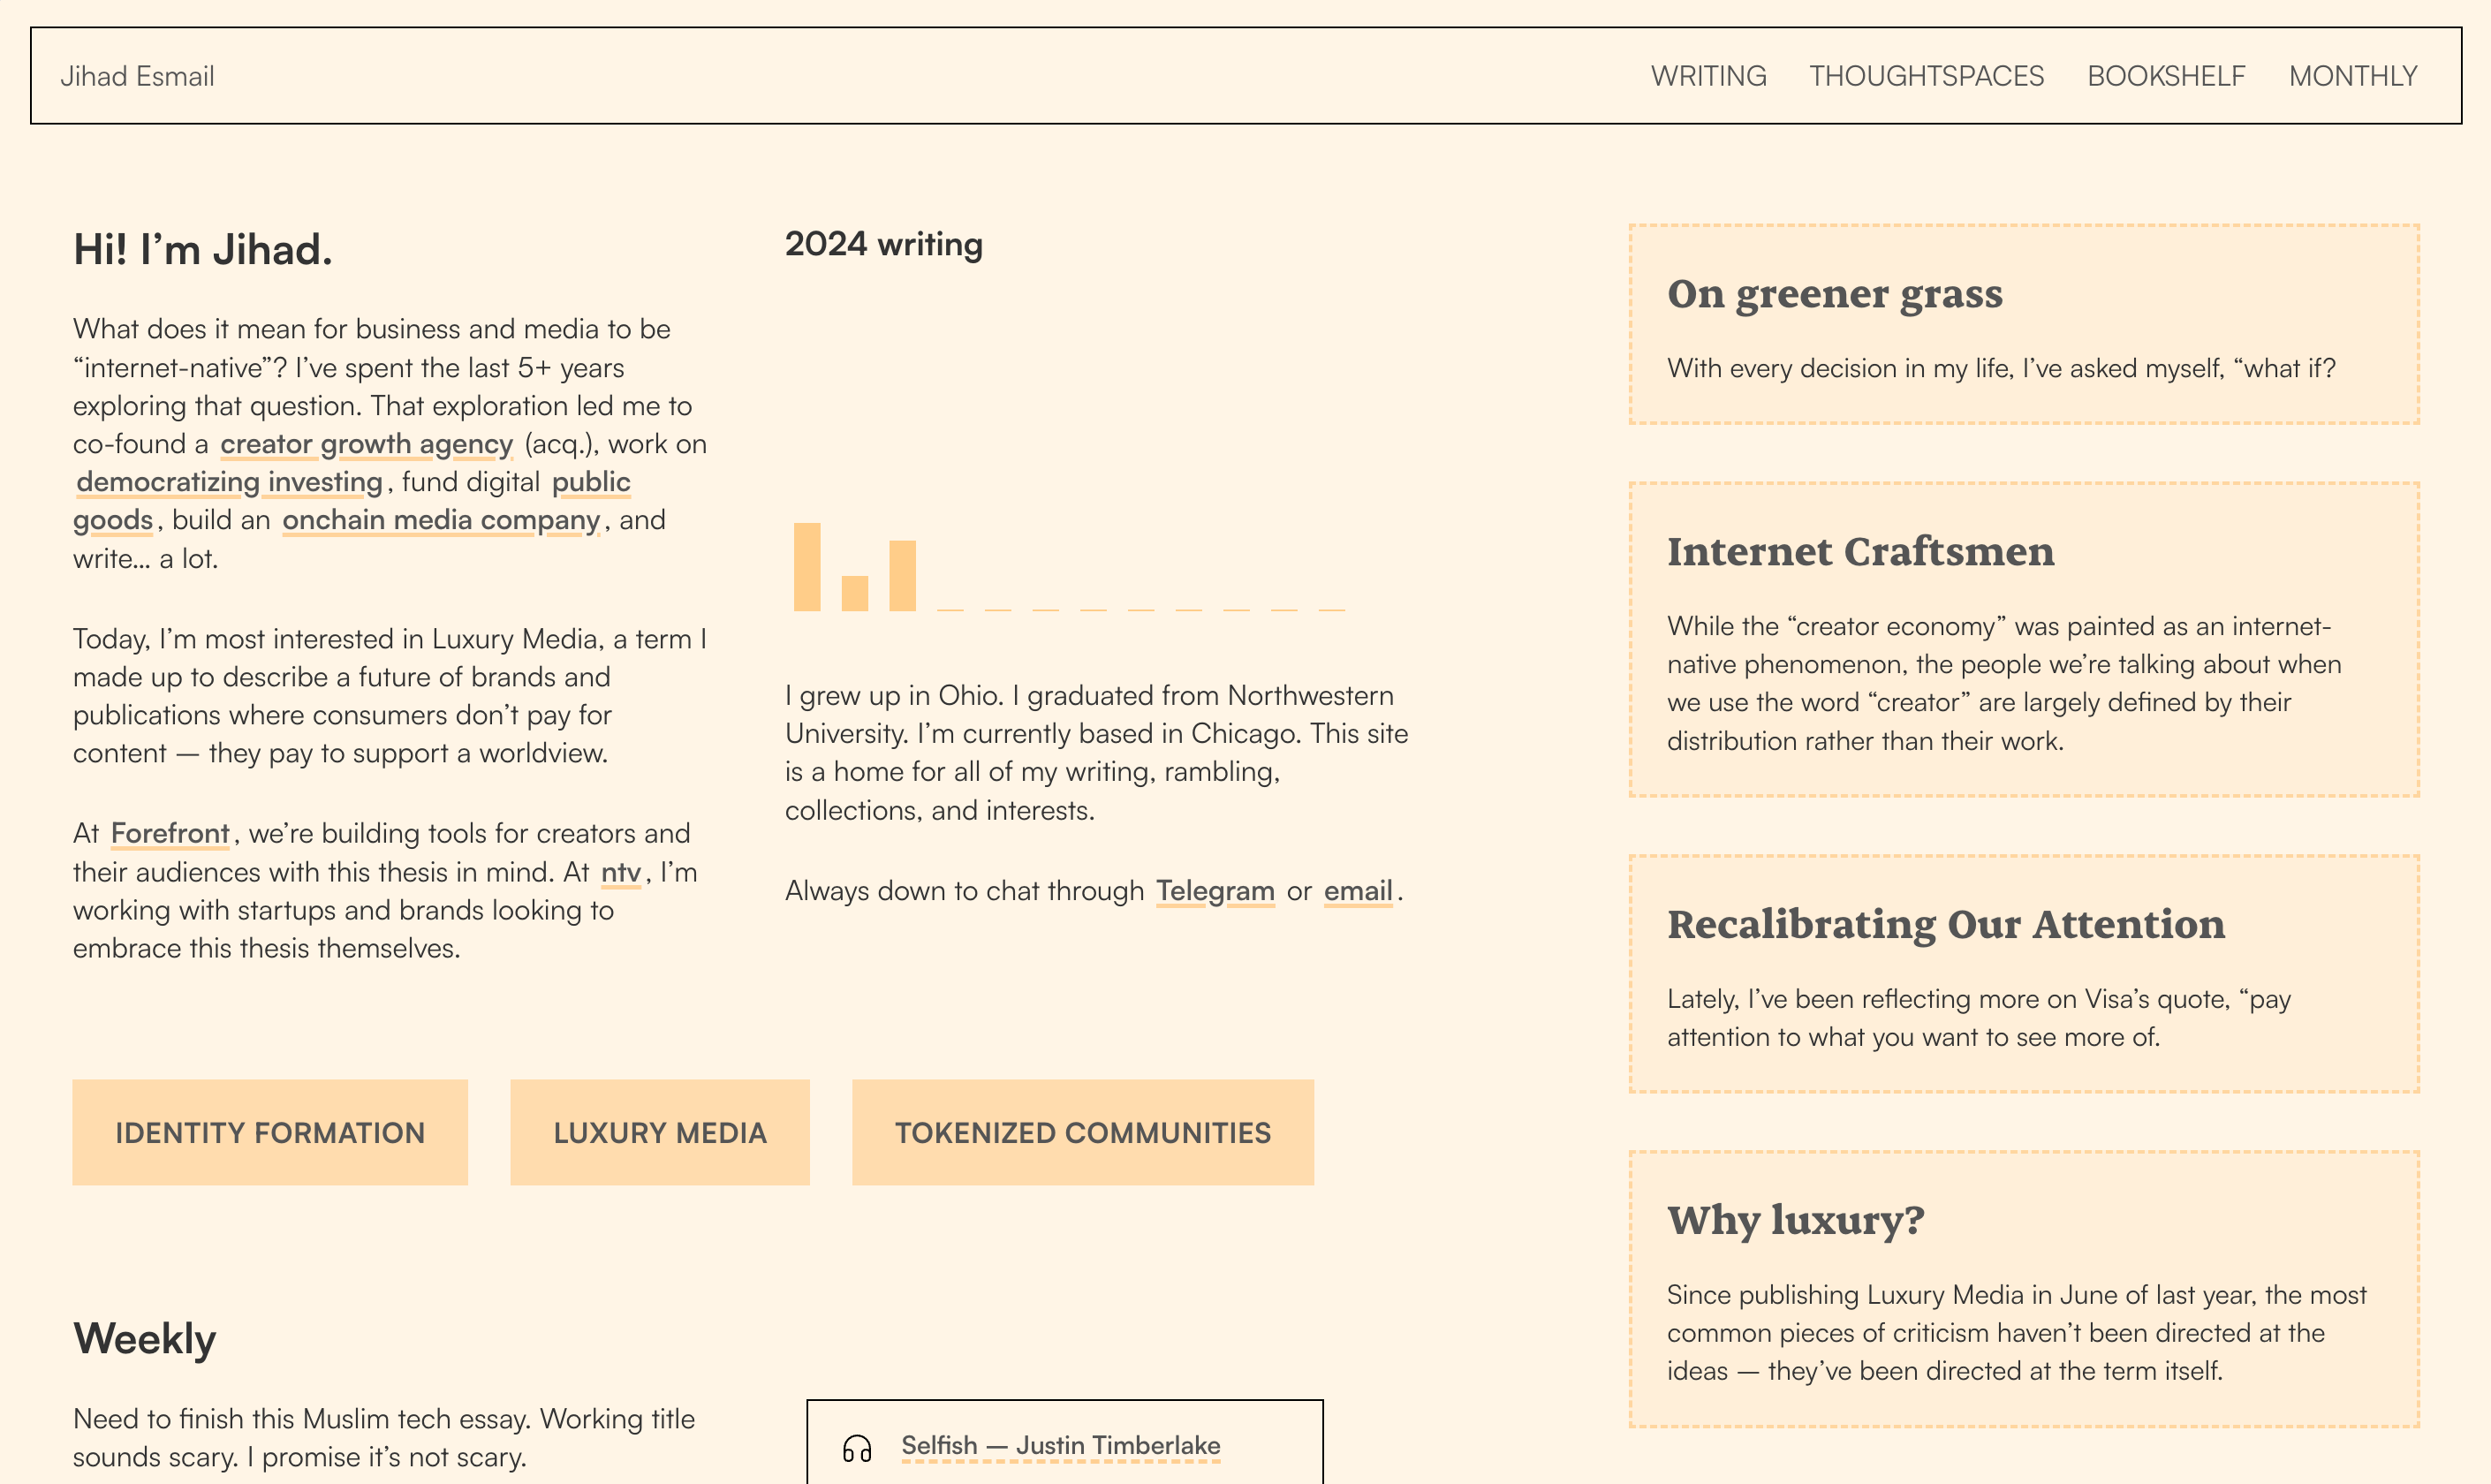 Jihad Esmail
WRITING THOUGHTSPACES BOOKSHELF MONTHLY
Hi! I’m Jihad.
What does it mean for business and media to be
“internet-native”? I’ve spent the last 5+ years
exploring that question. That exploration led me to
co-found a creator growth agency (acq.), work on
democratizing investing, fund digital public
goods, build an onchain media company, and
write... a lot.
Today, I’m most interested in Luxury Media, a term I
made up to describe a future of brands and
publications where consumers don’t pay for
content — they pay to support a worldview.
At Forefront, we’re building tools for creators and
their audiences with this thesis in mind. At ntv, I’m
working with startups and brands looking to
embrace this thesis themselves.
2024 writing
I grew up in Ohio. I graduated from Northwestern
University. I’m currently based in Chicago. This site
is a home for all of my writing, rambling,
collections, and interests.
Always down to chat through Telegram or email.
IDENTITY FORMATION
LUXURY MEDIA
TOKENIZED COMMUNITIES
Weekly
Need to finish this Muslim tech essay. Working title
sounds scary. I promise it’s not scary.
Selfish — Justin Timberlake
On greener grass
With every decision in my life, I’ve asked myself, “what if?
Internet Craftsmen
While the “creator economy” was painted as an internet-
native phenomenon, the people we’re talking about when
we use the word “creator” are largely defined by their
distribution rather than their work.
Recalibrating Our Attention
Lately, I’ve been reflecting more on Visa’s quote, “pay
attention to what you want to see more of.
Why luxury?
Since publishing Luxury Media in June of last year, the most
common pieces of criticism haven’t been directed at the
ideas — they’ve been directed at the term itself.